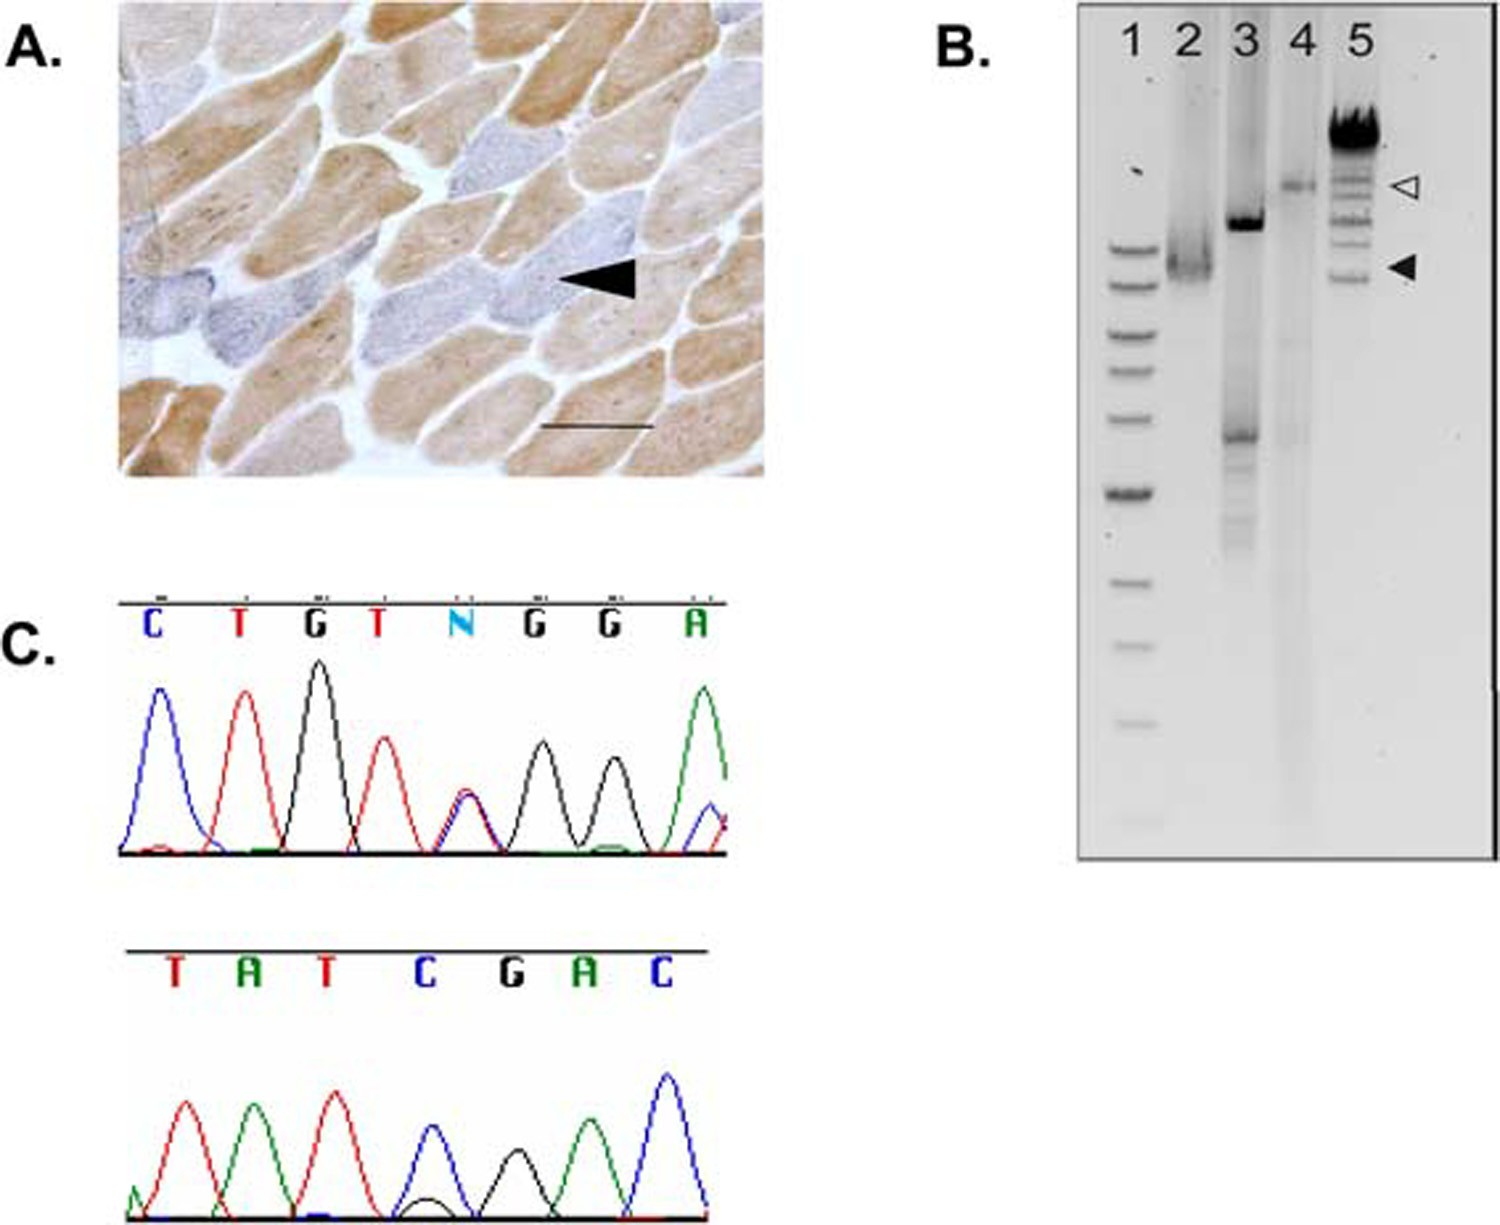 A.
B.
1 2 3 4 5
C.
C T G T N G G A
T A T C G A C